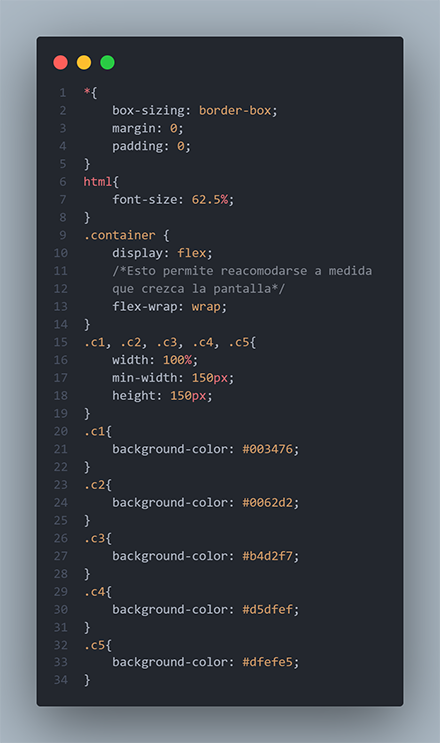 1 *{
2 box-sizing: border-box;
3 margin: 0;
4 padding: 0;
5 }
6 html{
7 font-size: 62.5%;
8 }
9 .container {
10 display: flex;
11 /*Esto permite reacomodarse a medida
12 que crezca la pantalla*/
13 flex-wrap: wrap;
14 }
15 .c1, .c2, .c3, .c4, .c5{
16 width: 100%;
17 min-width: 150px;
18 height: 150px;
19 }
20 .c1{
21 background-color: #003476;
22 }
23 .c2{
24 background-color: #0062d2;
25 }
26 .c3{
27 background-color: #b4d2f7;
28 }
29 .c4{
30 background-color: #d5dfef;
31 }
32 .c5{
33 background-color: #dfefe5;
34 }